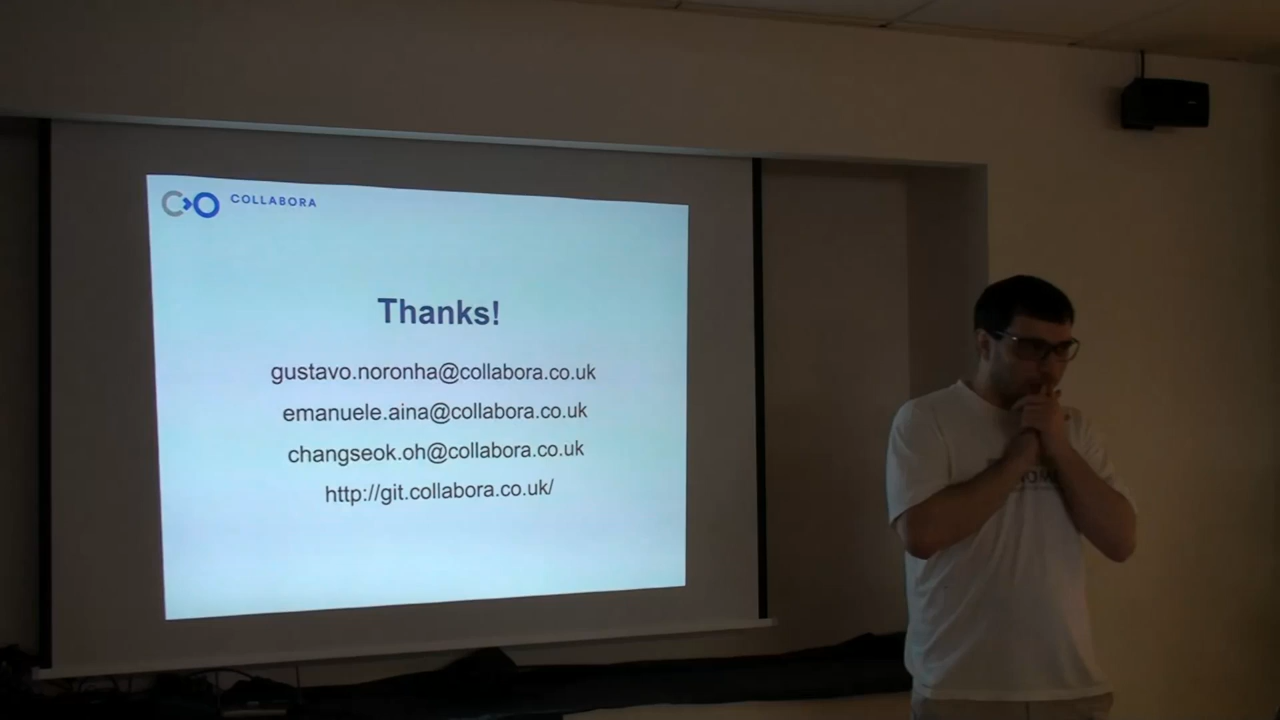 COLLABORA
Thanks!
gustavo.noronha@collabora.co.uk
emanuele.aina@collabora.co.uk
changseok.oh@collabora.co.uk
http://git.collabora.co.uk/